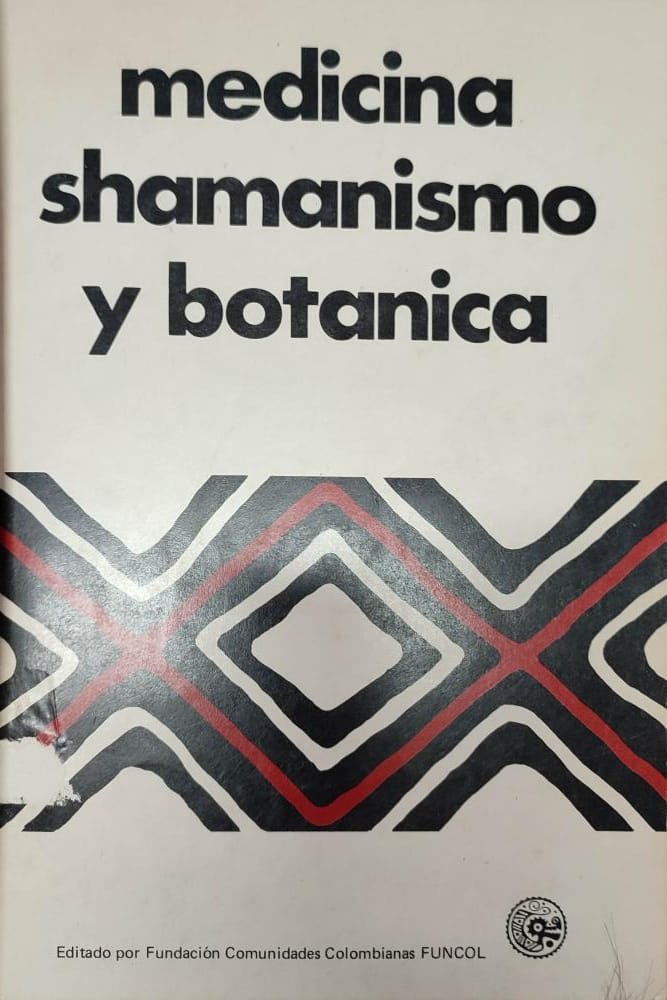 medicina
shamanismo
y botanica
Editado por Fundación Comunidades Colombianas FUNCOL